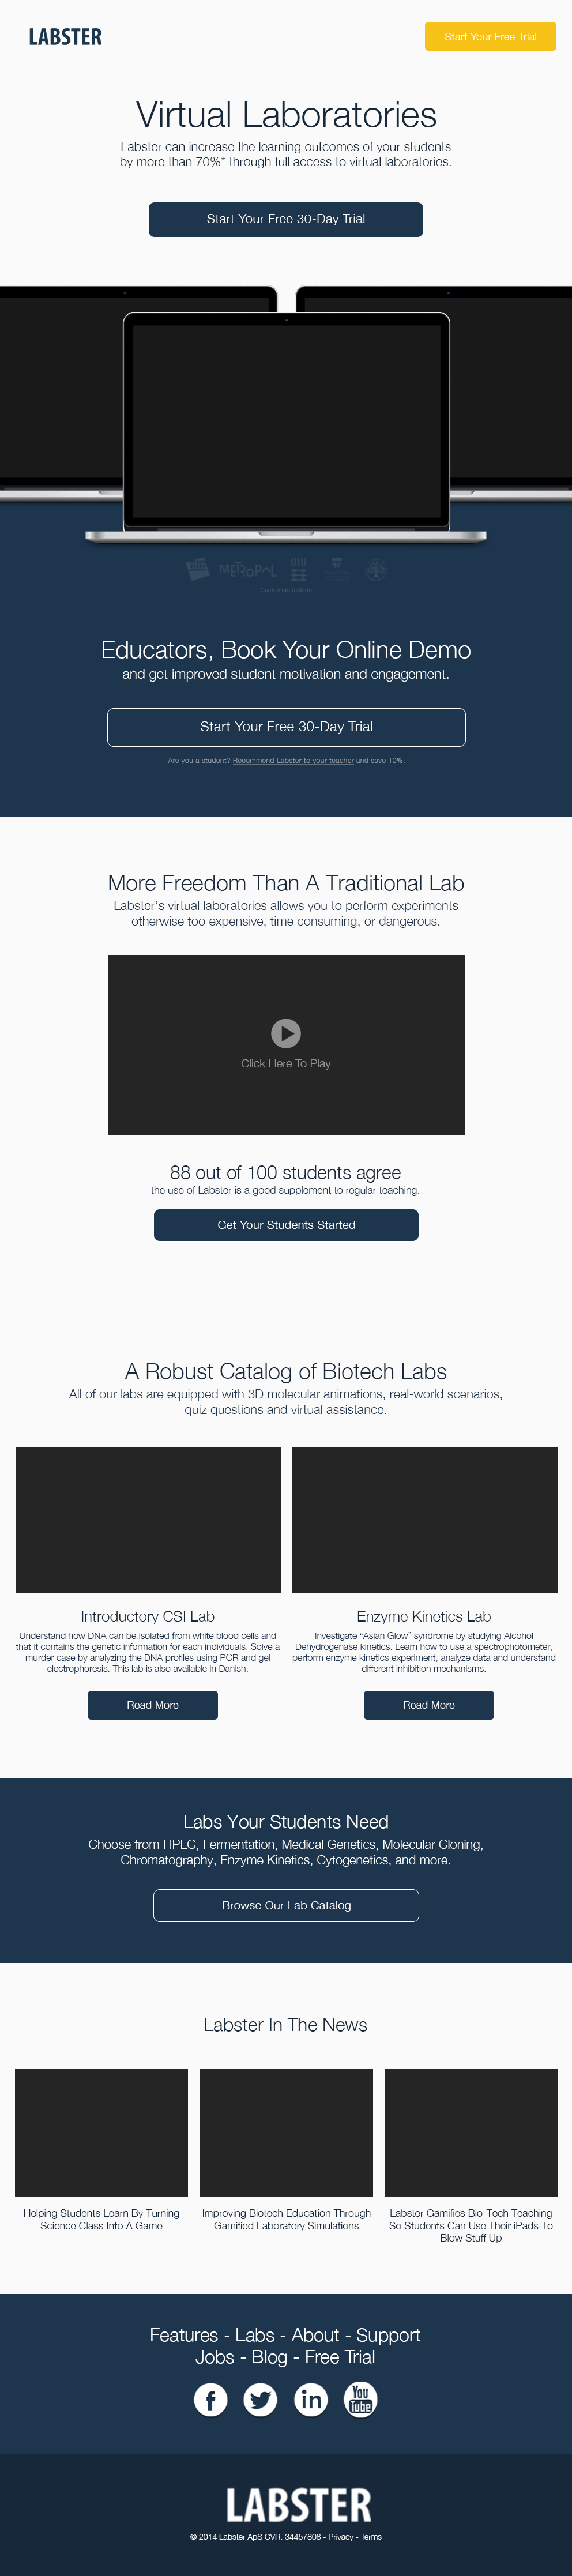 LABSTER
Start Your Free Trial
Virtual Laboratories
Labster can increase the learning outcomes of your students
by more than 70%* through full access to virtual laboratories.
Start Your Free 30-Day Trial
METROPOL
Customers Include
Educators, Book Your Online Demo
and get improved student motivation and engagement.
Start Your Free 30-Day Trial
Are you a student? Recommend Labster to your teacher and save 10%.
More Freedom Than A Traditional Lab
Labster's virtual laboratories allows you to perform experiments
otherwise too expensive, time consuming, or dangerous.
Click Here To Play
88 out of 100 students agree
the use of Labster is a good supplement to regular teaching.
Get Your Students Started
A Robust Catalog of Biotech Labs
All of our labs are equipped with 3D molecular animations, real-world scenarios,
quiz questions and virtual assistance.
Introductory CSI Lab
Understand how DNA can be isolated from white blood cells and
that it contains the genetic information for each individuals. Solve a
murder case by analyzing the DNA profiles using PCR and gel
electrophoresis. This lab is also available in Danish.
Read More
Enzyme Kinetics Lab
Investigate “Asian Glow” syndrome by studying Alcohol
Dehydrogenase kinetics. Learn how to use a spectrophotometer,
perform enzyme kinetics experiment, analyze data and understand
different inhibition mechanisms.
Read More
Labs Your Students Need
Choose from HPLC, Fermentation, Medical Genetics, Molecular Cloning,
Chromatography, Enzyme Kinetics, Cytogenetics, and more.
Browse Our Lab Catalog
Labster In The News
Helping Students Learn By Turning
Science Class Into A Game
Improving Biotech Education Through
Gamified Laboratory Simulations
Labster Gamifies Bio-Tech Teaching
So Students Can Use Their iPads To
Blow Stuff Up
Features - Labs - About - Support
Jobs - Blog - Free Trial
f
in
You
Tube
LABSTER
© 2014 Labster ApS CVR: 34457808 - Privacy - Terms